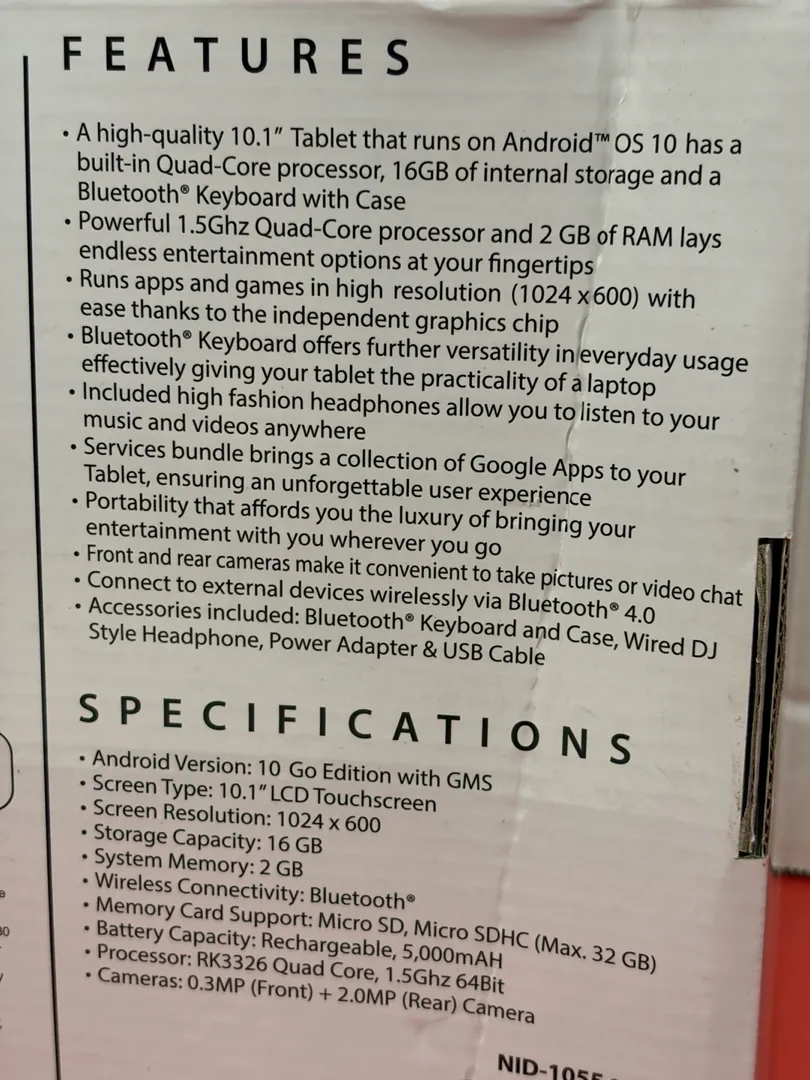 FEATURES
• A high-quality 10.1" Tablet that runs on Android™ OS 10 has a
built-in Quad-Core processor, 16GB of internal storage and a
Bluetooth® Keyboard with Case
• Powerful 1.5Ghz Quad-Core processor and 2 GB of RAM lays
endless entertainment options at your fingertips
• Runs apps and games in high resolution (1024 x 600) with
ease thanks to the independent graphics chip
• Bluetooth® Keyboard offers further versatility in everyday usage
effectively giving your tablet the practicality of a laptop
• Included high fashion headphones allow you to listen to your
music and videos anywhere
• Services bundle brings a collection of Google Apps to your
Tablet, ensuring an unforgettable user experience
• Portability that affords you the luxury of bringing your
entertainment with you wherever you go
• Front and rear cameras make it convenient to take pictures or video chat
• Connect to external devices wirelessly via Bluetooth® 4.0
• Accessories included: Bluetooth® Keyboard and Case, Wired DJ
Style Headphone, Power Adapter & USB Cable
SPECIFICATIONS
• Android Version: 10 Go Edition with GMS
• Screen Type: 10.1" LCD Touchscreen
• Screen Resolution: 1024 x 600
• Storage Capacity: 16 GB
• System Memory: 2 GB
• Wireless Connectivity: Bluetooth®
• Memory Card Support: Micro SD, Micro SDHC (Max. 32 GB)
• Battery Capacity: Rechargeable, 5,000mAH
• Processor: RK3326 Quad Core, 1.5Ghz 64Bit
• Cameras: 0.3MP (Front) + 2.0MP (Rear) Camera